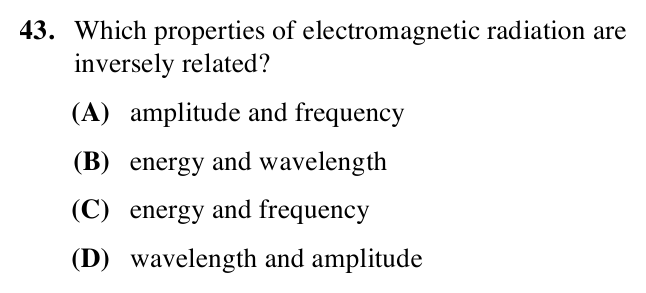 43. Which properties of electromagnetic radiation are
inversely related?
(A) amplitude and frequency
(B) energy and wavelength
(C) energy and frequency
(D) wavelength and amplitude